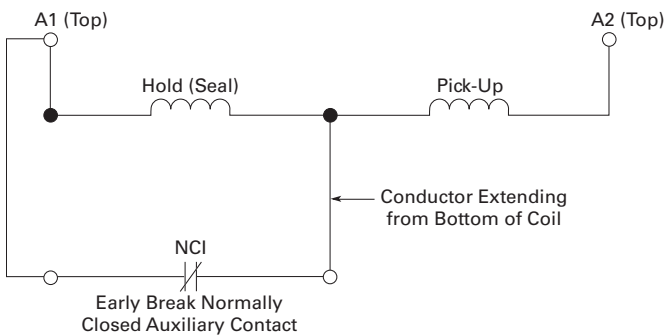 A1 (Top)
A2 (Top)
Hold (Seal)
Pick-Up
Conductor Extending
from Bottom of Coil
NCI
Early Break Normally
Closed Auxiliary Contact